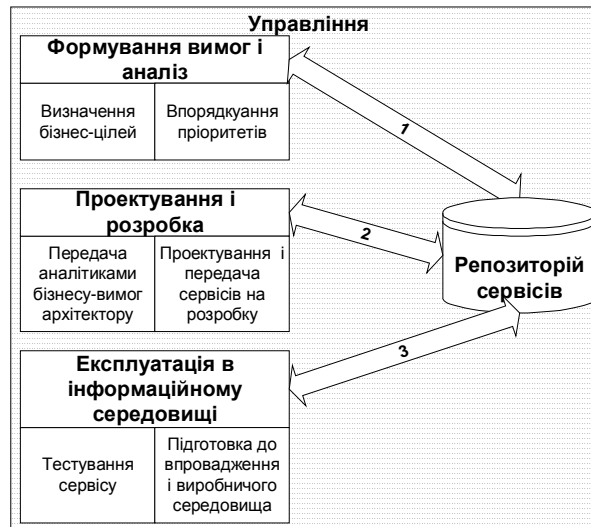 Управління
Формування вимог і
аналіз
Визначення
бізнес-цілей
Впорядкуання
пріоритетів
1
Проектування і
розробка
Передача
аналітиками
бізнесу-вимог
архітектору
Проектування і
передача
сервісів на
розробку
2
Репозиторій
сервісів
Експлуатація в
інформаційному
середовищі
3
Тестування
сервісу
Підготовка до
впровадження
і виробничого
середовища